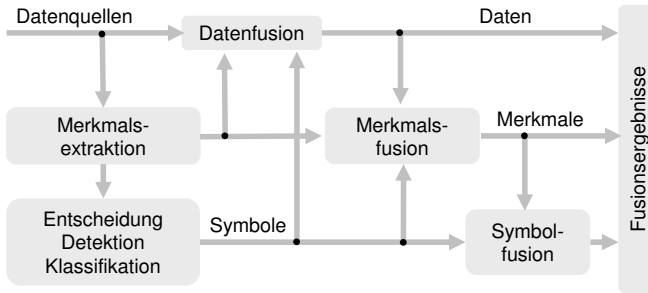 Datenquellen
Datenfusion
Daten
Merkmals-
extraktion
Merkmals-
fusion
Merkmale
Entscheidung
Detektion
Klassifikation
Symbole
Symbol-
fusion
Fusionsergebnisse